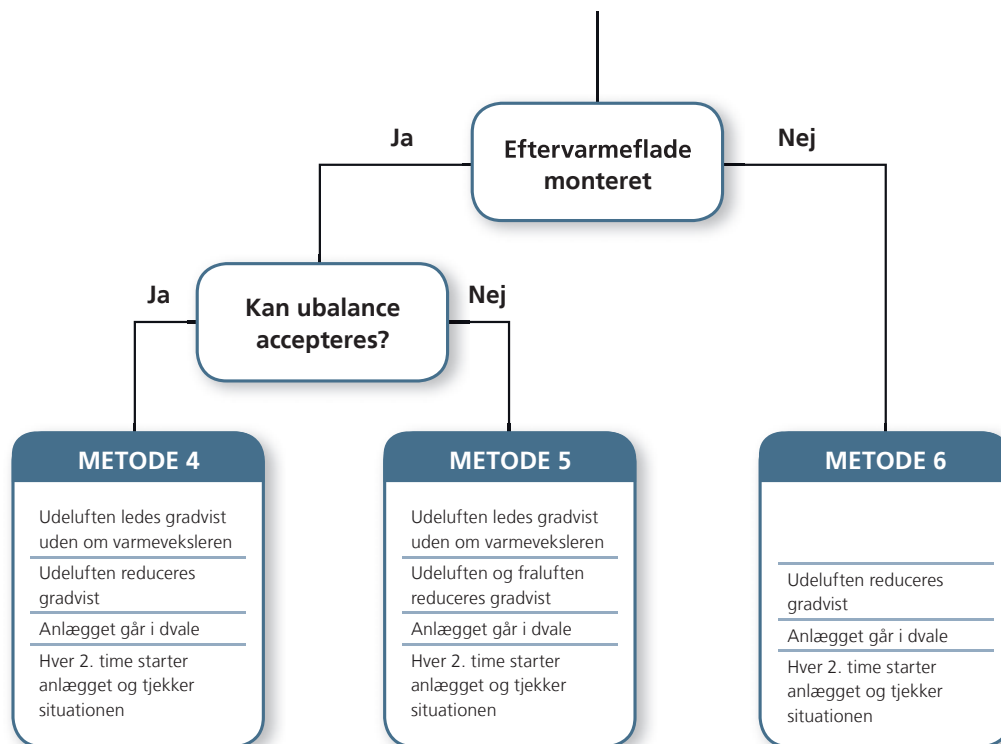 Ja
Eftervarmeflade
monteret
Nej
Ja
Kan ubalance
accepteres?
Nej
METODE 4
Udeluften ledes gradvist
uden om varmeveksleren
Udeluften reduceres
gradvist
Anlægget går i dvale
Hver 2. time starter
anlægget og tjekker
situationen
METODE 5
Udeluften ledes gradvist
uden om varmeveksleren
Udeluften og fraluften
reduceres gradvist
Anlægget går i dvale
Hver 2. time starter
anlægget og tjekker
situationen
METODE 6
Udeluften reduceres
gradvist
Anlægget går i dvale
Hver 2. time starter
anlægget og tjekker
situationen